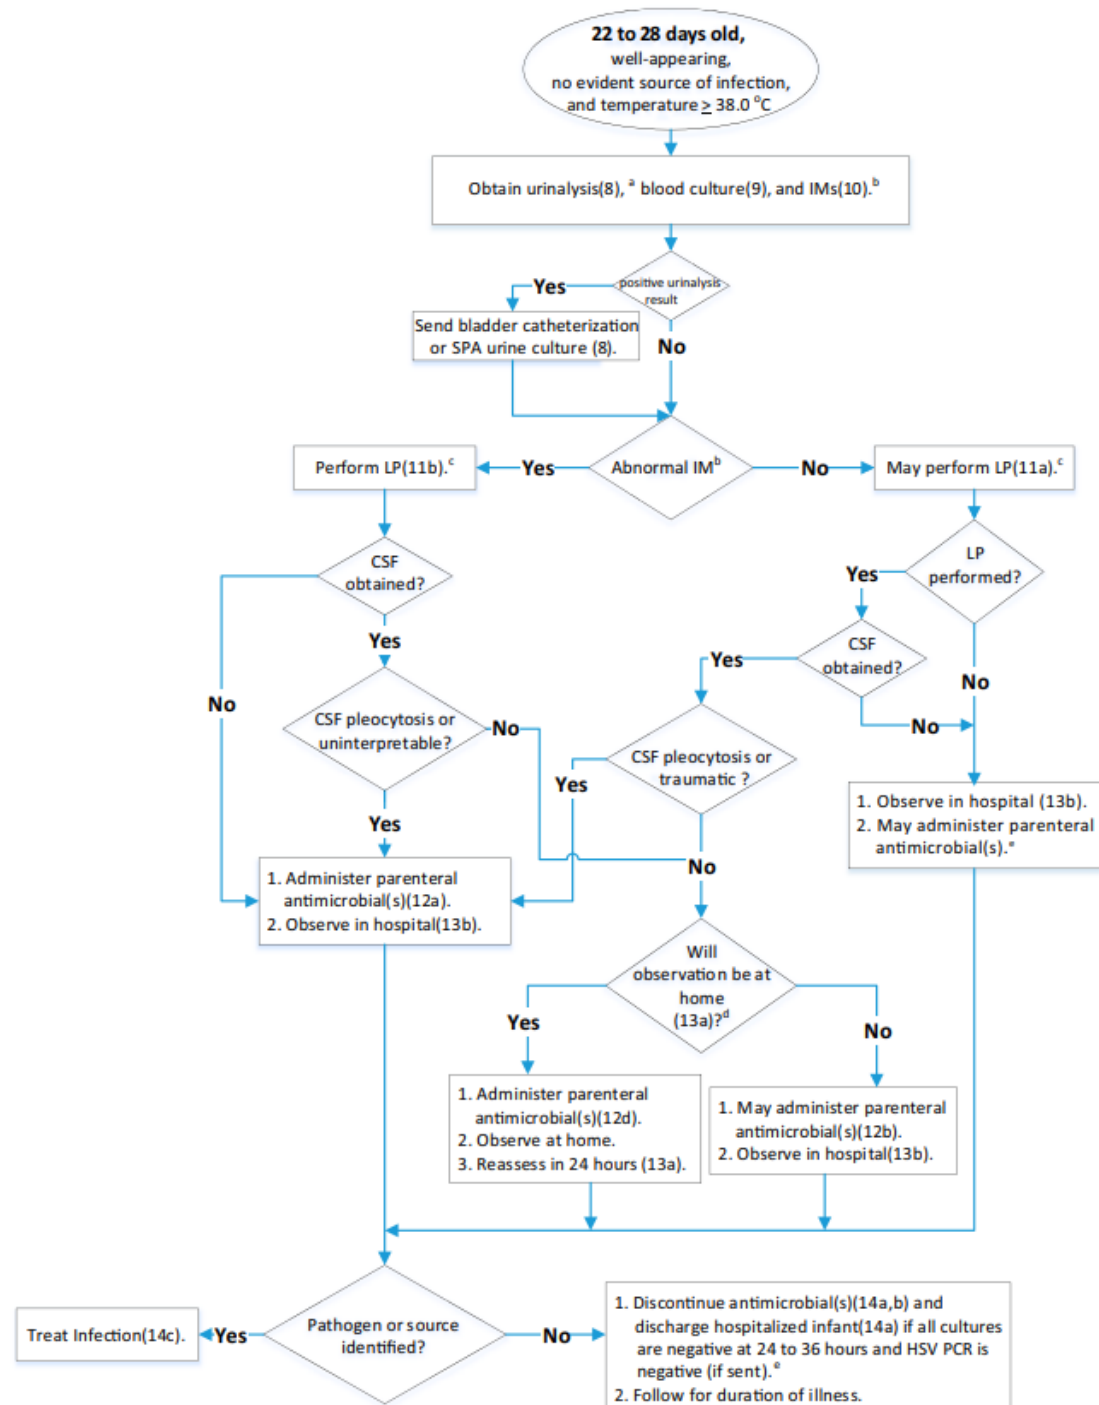 22 to 28 days old,
well-appearing,
no evident source of infection,
and temperature ≥ 38.0 °C
Obtain urinalysis(8), a blood culture(9), and IMs(10).b
positive urinalysis
result
Yes
No
Send bladder catheterization
or SPA urine culture (8).
Abnormal IMb
Yes
No
Perform LP(11b).c
May perform LP(11a).c
CSF
obtained?
LP
performed?
Yes
No
Yes
No
CSF
obtained?
Yes
No
CSF pleocytosis or
uninterpretable?
No
Yes
CSF pleocytosis or
traumatic ?
Yes
No
1. Observe in hospital (13b).
2. May administer parenteral
antimicrobial(s).e
1. Administer parenteral
antimicrobial(s)(12a).
2. Observe in hospital(13b).
Will
observation be at
home
(13a)?d
Yes
No
1. Administer parenteral
antimicrobial(s)(12d).
2. Observe at home.
3. Reassess in 24 hours (13a).
1. May administer parenteral
antimicrobial(s)(12b).
2. Observe in hospital(13b).
Pathogen or source
identified?
Yes
No
Treat Infection(14c).
1. Discontinue antimicrobial(s)(14a,b) and
discharge hospitalized infant(14a) if all cultures
are negative at 24 to 36 hours and HSV PCR is
negative (if sent).e
2. Follow for duration of illness.